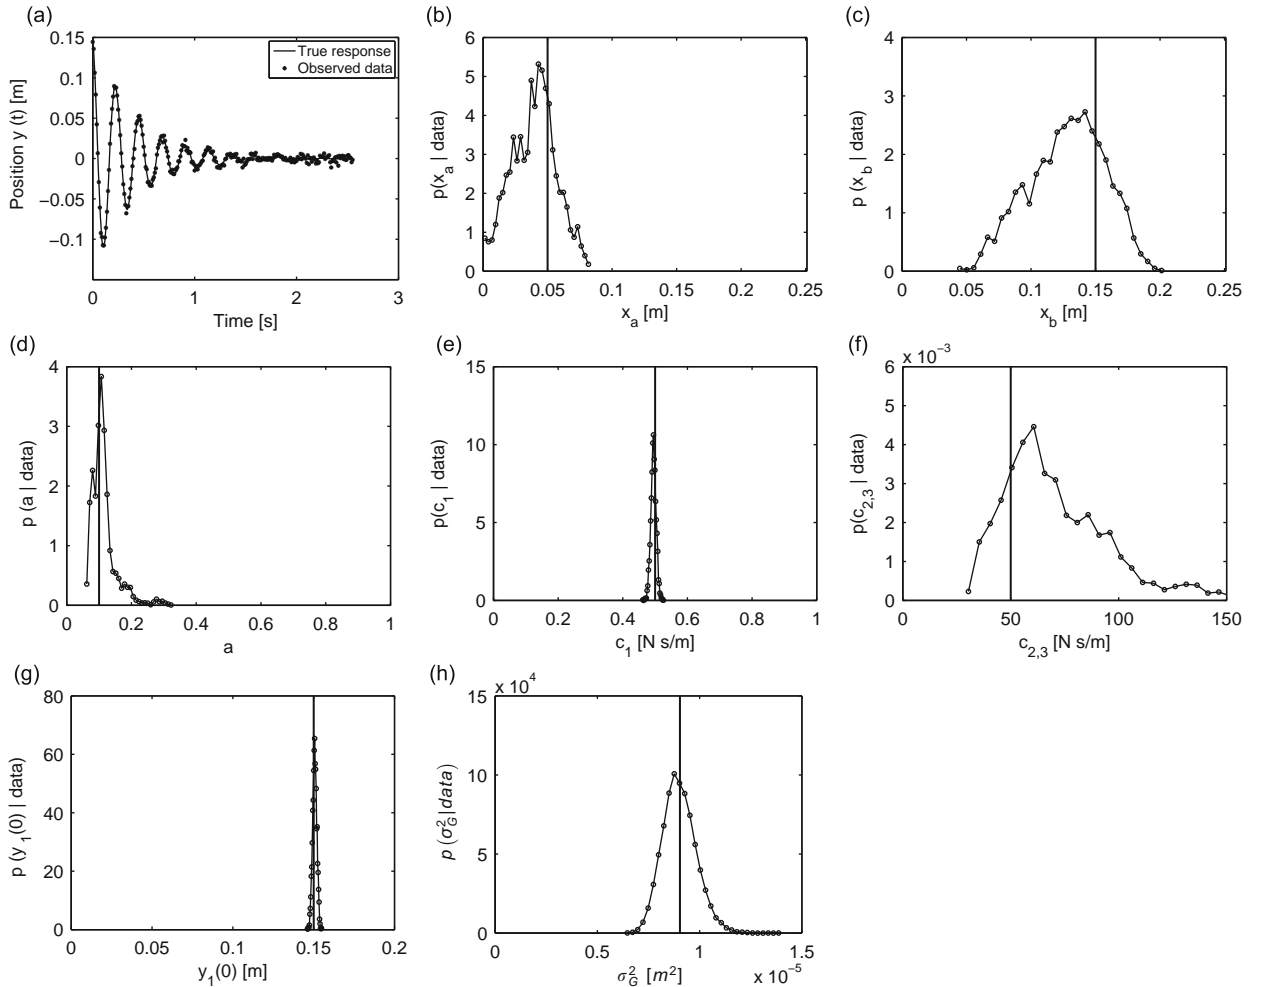 (a)
0.15
0.1
0.05
0
−0.05
−0.1
Position y (t) [m]
True response
Observed data
0 1 2 3
Time [s]
(b)
6
5
4
3
2
1
0
p(x_a | data)
0 0.05 0.1 0.15 0.2 0.25
x_a [m]
(c)
4
3
2
1
0
p (x_b | data)
0 0.05 0.1 0.15 0.2 0.25
x_b [m]
(d)
4
3
2
1
0
p (a | data)
0 0.2 0.4 0.6 0.8 1
a
(e)
15
10
5
0
p(c_1 | data)
0 0.2 0.4 0.6 0.8 1
c_1 [N s/m]
(f)
x 10^−3
6
5
4
3
2
1
0
p(c_2,3 | data)
0 50 100 150
c_2,3 [N s/m]
(g)
80
60
40
20
0
p (y_1(0) | data)
0 0.05 0.1 0.15 0.2
y_1(0) [m]
(h)
x 10^4
15
10
5
0
p (σ_G^2|data)
0 0.5 1 1.5
σ_G^2 [m^2]
x 10^−5